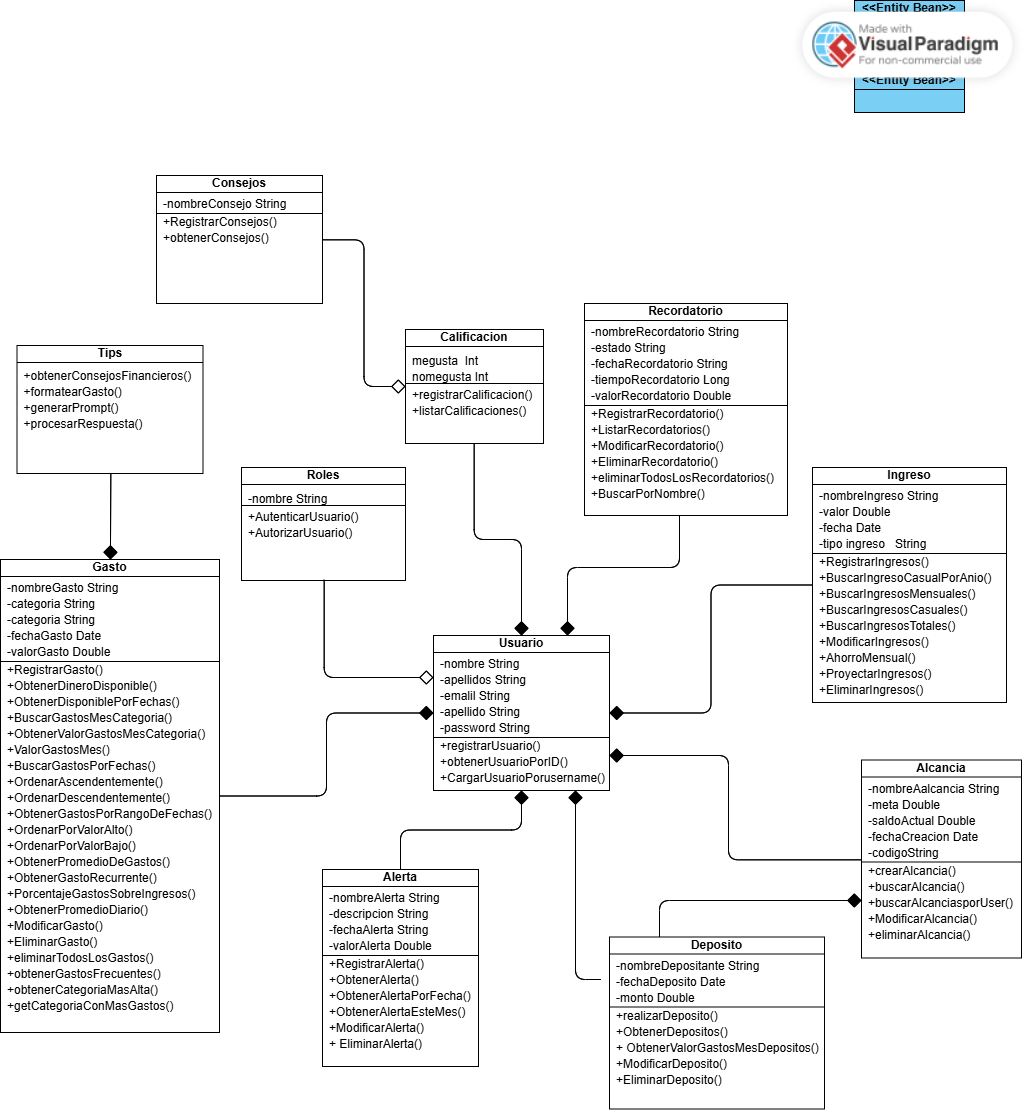 <<Entity Bean>>
Made with
VisualParadigm
For non-commercial use
<<Entity Bean>>
Consejos
-nombreConsejo String
+RegistrarConsejos()
+obtenerConsejos()
Calificacion
megusta Int
nomegusta Int
+registrarCalificacion()
+listarCalificaciones()
Recordatorio
-nombreRecordatorio String
-estado String
-fechaRecordatorio String
-tiempoRecordatorio Long
-valorRecordatorio Double
+RegistrarRecordatorio()
+ListarRecordatorios()
+ModificarRecordatorio()
+EliminarRecordatorio()
+eliminarTodosLosRecordatorios()
+BuscarPorNombre()
Tips
+obtenerConsejosFinancieros()
+formatearGasto()
+generarPrompt()
+procesarRespuesta()
Roles
-nombre String
+AutenticarUsuario()
+AutorizarUsuario()
Ingreso
-nombreIngreso String
-valor Double
-fecha Date
-tipo ingreso String
+RegistrarIngresos()
+BuscarIngresoCasualPorAnio()
+BuscarIngresosMensuales()
+BuscarIngresosCasuales()
+BuscarIngresosTotales()
+ModificarIngresos()
+AhorroMensual()
+ProyectarIngresos()
+EliminarIngresos()
Gasto
-nombreGasto String
-categoria String
-categoria String
-fechaGasto Date
-valorGasto Double
+RegistrarGasto()
+ObtenerDineroDisponible()
+ObtenerDisponiblePorFechas()
+BuscarGastosMesCategoria()
+ObtenerValorGastosMesCategoria()
+ValorGastosMes()
+BuscarGastosPorFechas()
+OrdenarAscendentemente()
+OrdenarDescendentemente()
+ObtenerGastosPorRangoDeFechas()
+OrdenarPorValorAlto()
+OrdenarPorValorBajo()
+ObtenerPromedioDeGastos()
+ObtenerGastoRecurrente()
+PorcentajeGastosSobreIngresos()
+ObtenerPromedioDiario()
+ModificarGasto()
+EliminarGasto()
+eliminarTodosLosGastos()
+obtenerGastosFrecuentes()
+obtenerCategoriaMasAlta()
+getCategoriaConMasGastos()
Usuario
-nombre String
-apellidos String
-emalil String
-apellido String
-password String
+registrarUsuario()
+obtenerUsuarioPorID()
+CargarUsuarioPorusername()
Alcancia
-nombreAalcancia String
-meta Double
-saldoActual Double
-fechaCreacion Date
-codigoString
+crearAlcancia()
+buscarAlcancia()
+buscarAlcanciasporUser()
+ModificarAlcancia()
+eliminarAlcancia()
Alerta
-nombreAlerta String
-descripcion String
-fechaAlerta String
-valorAlerta Double
+RegistrarAlerta()
+ObtenerAlerta()
+ObtenerAlertaPorFecha()
+ObtenerAlertaEsteMes()
+ModificarAlerta()
+ EliminarAlerta()
Deposito
-nombreDepositante String
-fechaDeposito Date
-monto Double
+realizarDeposito()
+ObtenerDepositos()
+ ObtenerValorGastosMesDepositos()
+ModificarDeposito()
+EliminarDeposito()